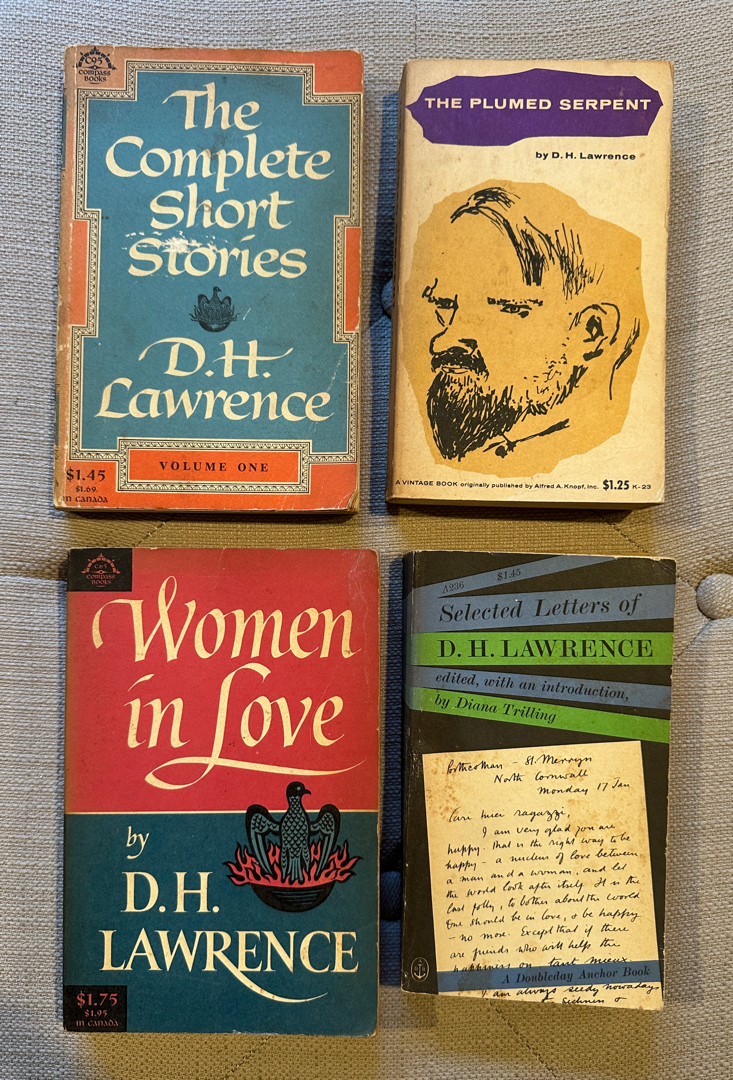 C95
COMPASS
BOOKS
The
Complete
Short
Stories
D.H.
Lawrence
VOLUME ONE
$1.45
$1.69
IN CANADA
THE PLUMED SERPENT
by D. H. Lawrence
A VINTAGE BOOK originally published by Alfred A. Knopf, Inc. $1.25 K-23
COMPASS
BOOKS
Women
in Love
by
D.H.
LAWRENCE
$1.75
$1.95
IN CANADA
A236 $1.45
Selected Letters of
D. H. LAWRENCE
edited, with an introduction,
by Diana Trilling
Porthcothan – St. Merryn
North Cornwall
Monday 17 Jan
Cari miei ragazzi,
I am very glad you are
happy. That is the right way to be
happy – a nucleus of love between
a man and a woman, and let
the world look after itself. It is the
last folly, to bother about the world
One should be in love, & be happy
– no more. Except that if there
are friends who will help the
happiness on, tant mieux.
A Doubleday Anchor Book
I am always seedy nowadays